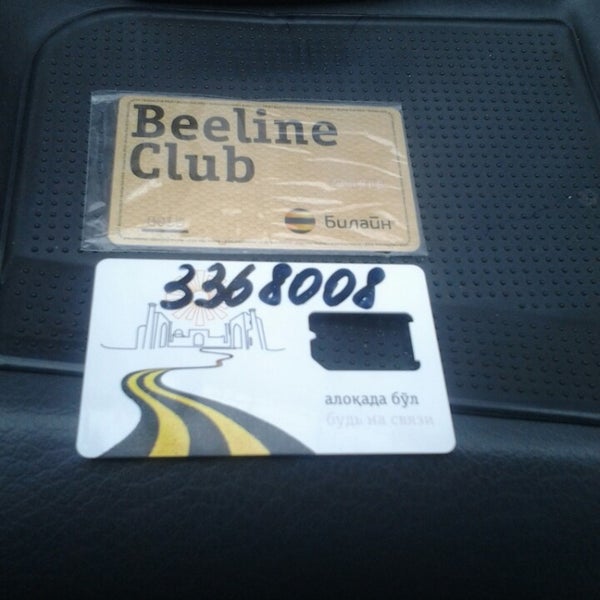 Beeline
Club
Билайн
3368008
алоқада бўл
будь на связи